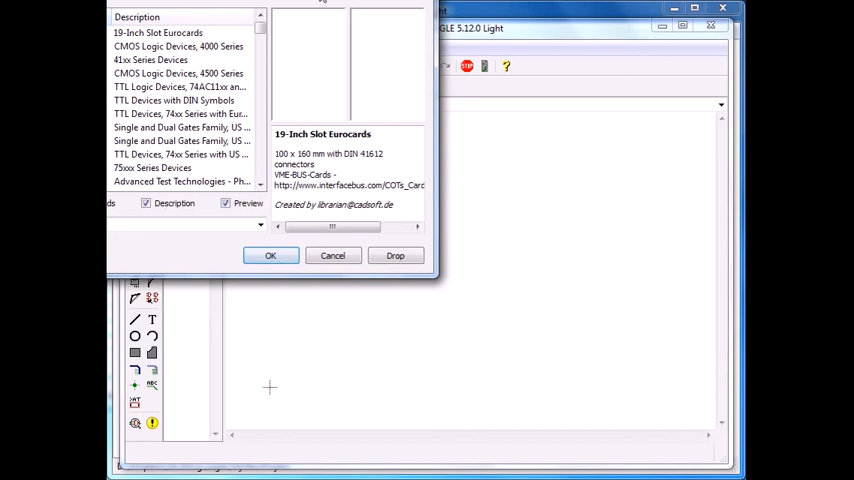 Description
19-Inch Slot Eurocards
CMOS Logic Devices, 4000 Series
41xx Series Devices
CMOS Logic Devices, 4500 Series
TTL Logic Devices, 74AC11xx an...
TTL Devices with DIN Symbols
TTL Devices, 74xx Series with Eur...
Single and Dual Gates Family, US ...
Single and Dual Gates Family, US ...
TTL Devices, 74xx Series with US ...
75xxx Series Devices
Advanced Test Technologies - Ph...
19-Inch Slot Eurocards
100 x 160 mm with DIN 41612
connectors
VME-BUS-Cards -
http://www.interfacebus.com/COTs_Card
Created by librarian@cadsoft.de
ds
Description
Preview
OK
Cancel
Drop
GLE 5.12.0 Light
STOP
?
T
ABC
>AT